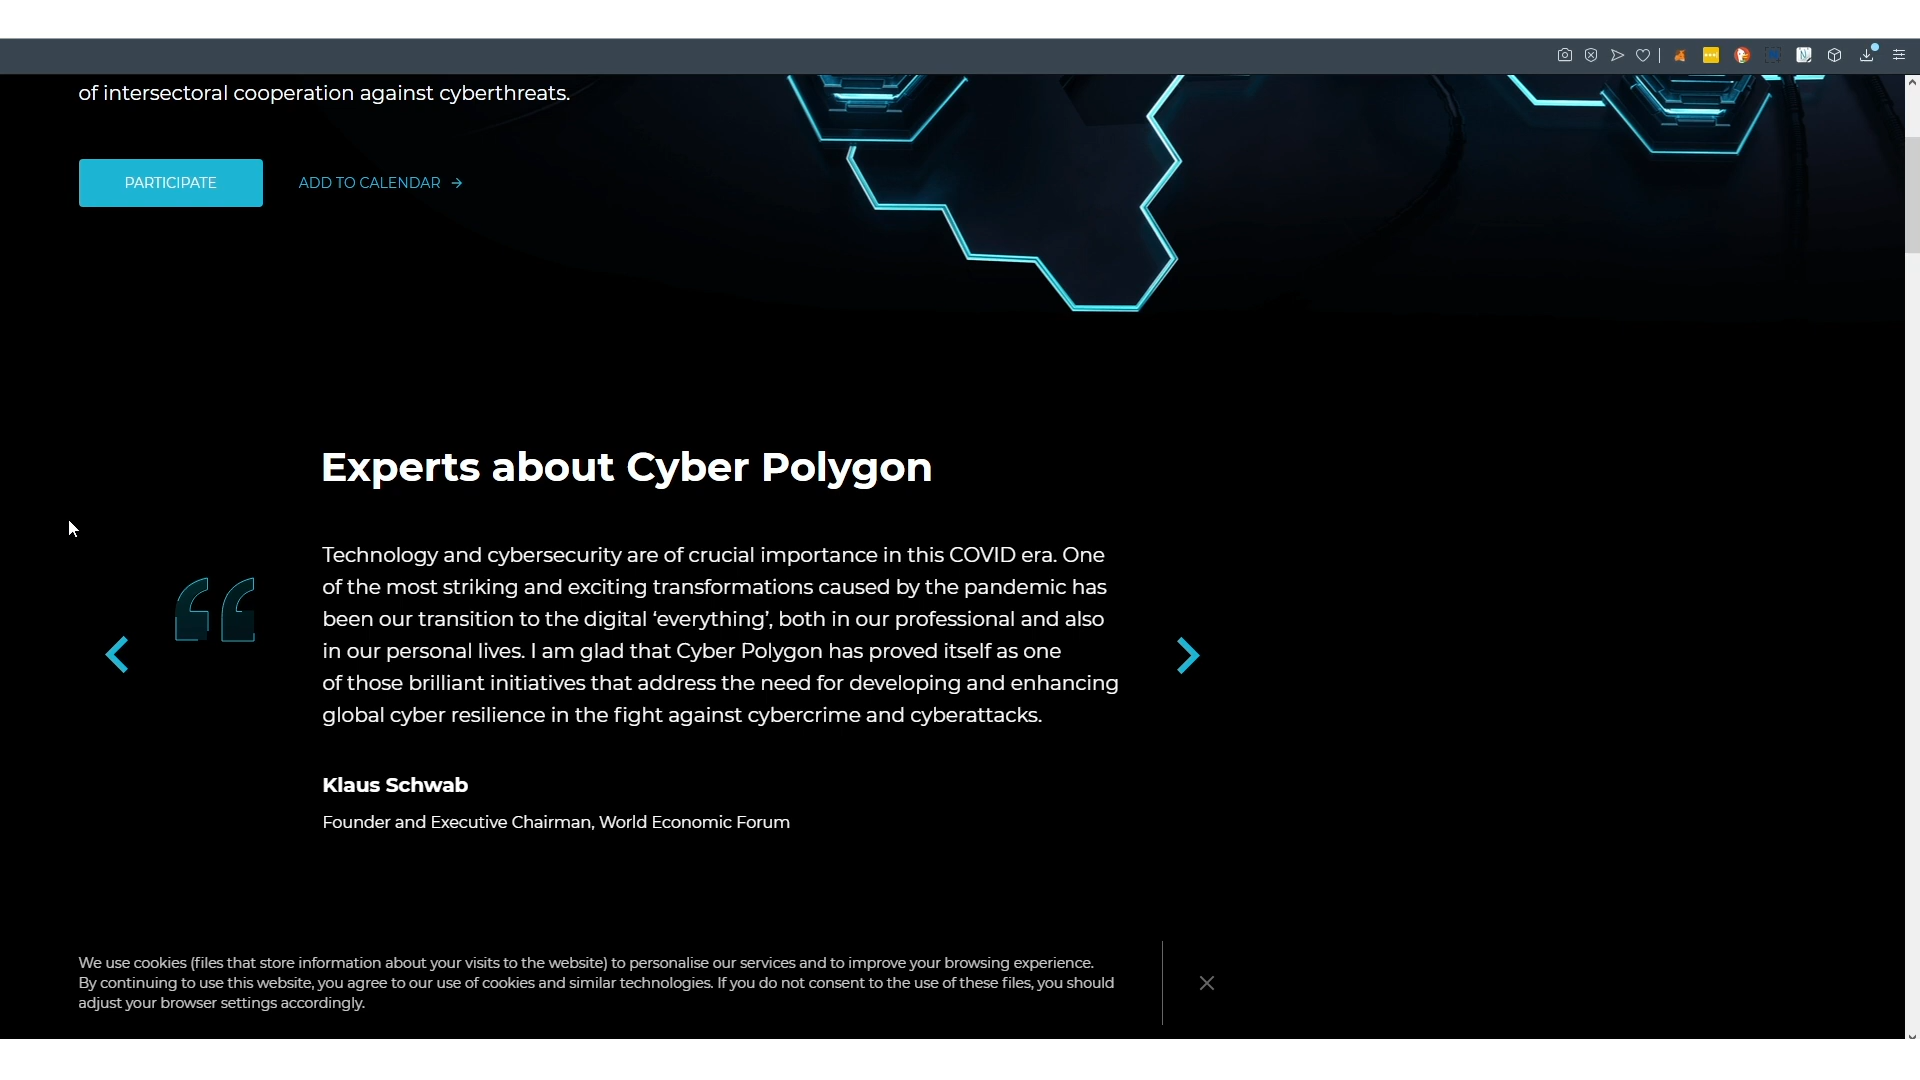 of intersectoral cooperation against cyberthreats.
PARTICIPATE
ADD TO CALENDAR →
Experts about Cyber Polygon
Technology and cybersecurity are of crucial importance in this COVID era. One
of the most striking and exciting transformations caused by the pandemic has
been our transition to the digital ‘everything’, both in our professional and also
in our personal lives. I am glad that Cyber Polygon has proved itself as one
of those brilliant initiatives that address the need for developing and enhancing
global cyber resilience in the fight against cybercrime and cyberattacks.
Klaus Schwab
Founder and Executive Chairman, World Economic Forum
We use cookies (files that store information about your visits to the website) to personalise our services and to improve your browsing experience.
By continuing to use this website, you agree to our use of cookies and similar technologies. If you do not consent to the use of these files, you should
adjust your browser settings accordingly.